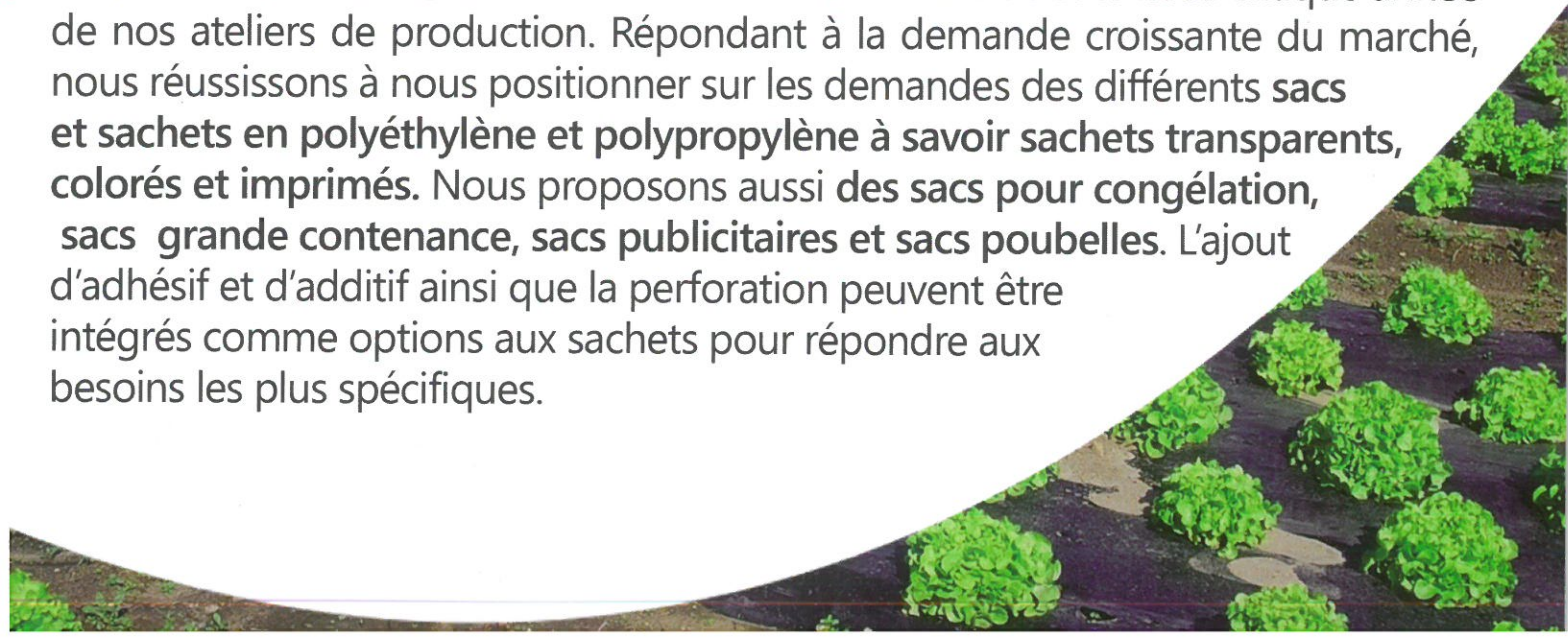 de nos ateliers de production. Répondant à la demande croissante du marché,
nous réussissons à nous positionner sur les demandes des différents sacs
et sachets en polyéthylène et polypropylène à savoir sachets transparents,
colorés et imprimés. Nous proposons aussi des sacs pour congélation,
sacs grande contenance, sacs publicitaires et sacs poubelles. L'ajout
d'adhésif et d'additif ainsi que la perforation peuvent être
intégrés comme options aux sachets pour répondre aux
besoins les plus spécifiques.